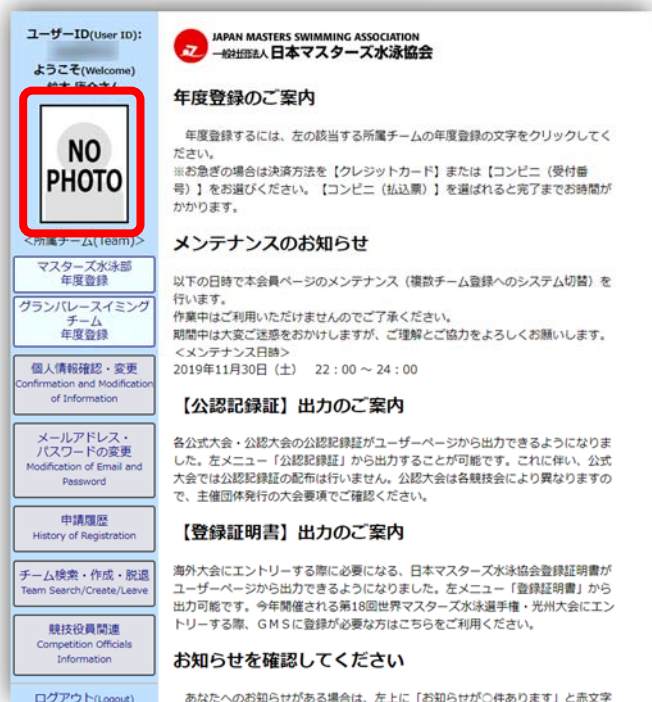 ユーザーID(User ID):
ようこそ(Welcome)
NO
PHOTO
<所属チーム(Team)>
マスターズ水泳部
年度登録
グランパレースイミング
チーム
年度登録
個人情報確認・変更
Confirmation and Modification
of Information
メールアドレス・
パスワードの変更
Modification of Email and
Password
申請履歴
History of Registration
チーム検索・作成・脱退
Team Search/Create/Leave
競技役員関連
Competition Officials
Information
ログアウト(Logout)
JAPAN MASTERS SWIMMING ASSOCIATION
一般社団法人日本マスターズ水泳協会
年度登録のご案内
年度登録するには、左の該当する所属チームの年度登録の文字をクリックしてく
ださい。
※お急ぎの場合は決済方法を【クレジットカード】または【コンビニ（受付番
号）】をお選びください。【コンビニ（払込票）】を選ばれると完了までお時間が
かかります。
メンテナンスのお知らせ
以下の日時で本会員ページのメンテナンス（複数チーム登録へのシステム切替）を
行います。
作業中はご利用いただけませんのでご了承ください。
期間中は大変ご迷惑をおかけしますが、ご理解とご協力をよろしくお願いします。
<メンテナンス日時>
2019年11月30日（土） 22：00 ～ 24：00
【公認記録証】出力のご案内
各公式大会・公認大会の公認記録証がユーザーページから出力できるようになりま
した。左メニュー「公認記録証」から出力することが可能です。これに伴い、公式
大会では公認記録証の配布は行いません。公認大会は各競技会により異なりますの
で、主催団体発行の大会要項でご確認ください。
【登録証明書】出力のご案内
海外大会にエントリーする際に必要になる、日本マスターズ水泳協会登録証明書が
ユーザーページから出力できるようになりました。左メニュー「登録証明書」から
出力可能です。今年開催される第18回世界マスターズ水泳選手権・光州大会にエン
トリーする際、ＧＭＳに登録が必要な方はこちらをご利用ください。
お知らせを確認してください
あなたへのお知らせがある場合は、左上に「お知らせが○件あります」と赤文字